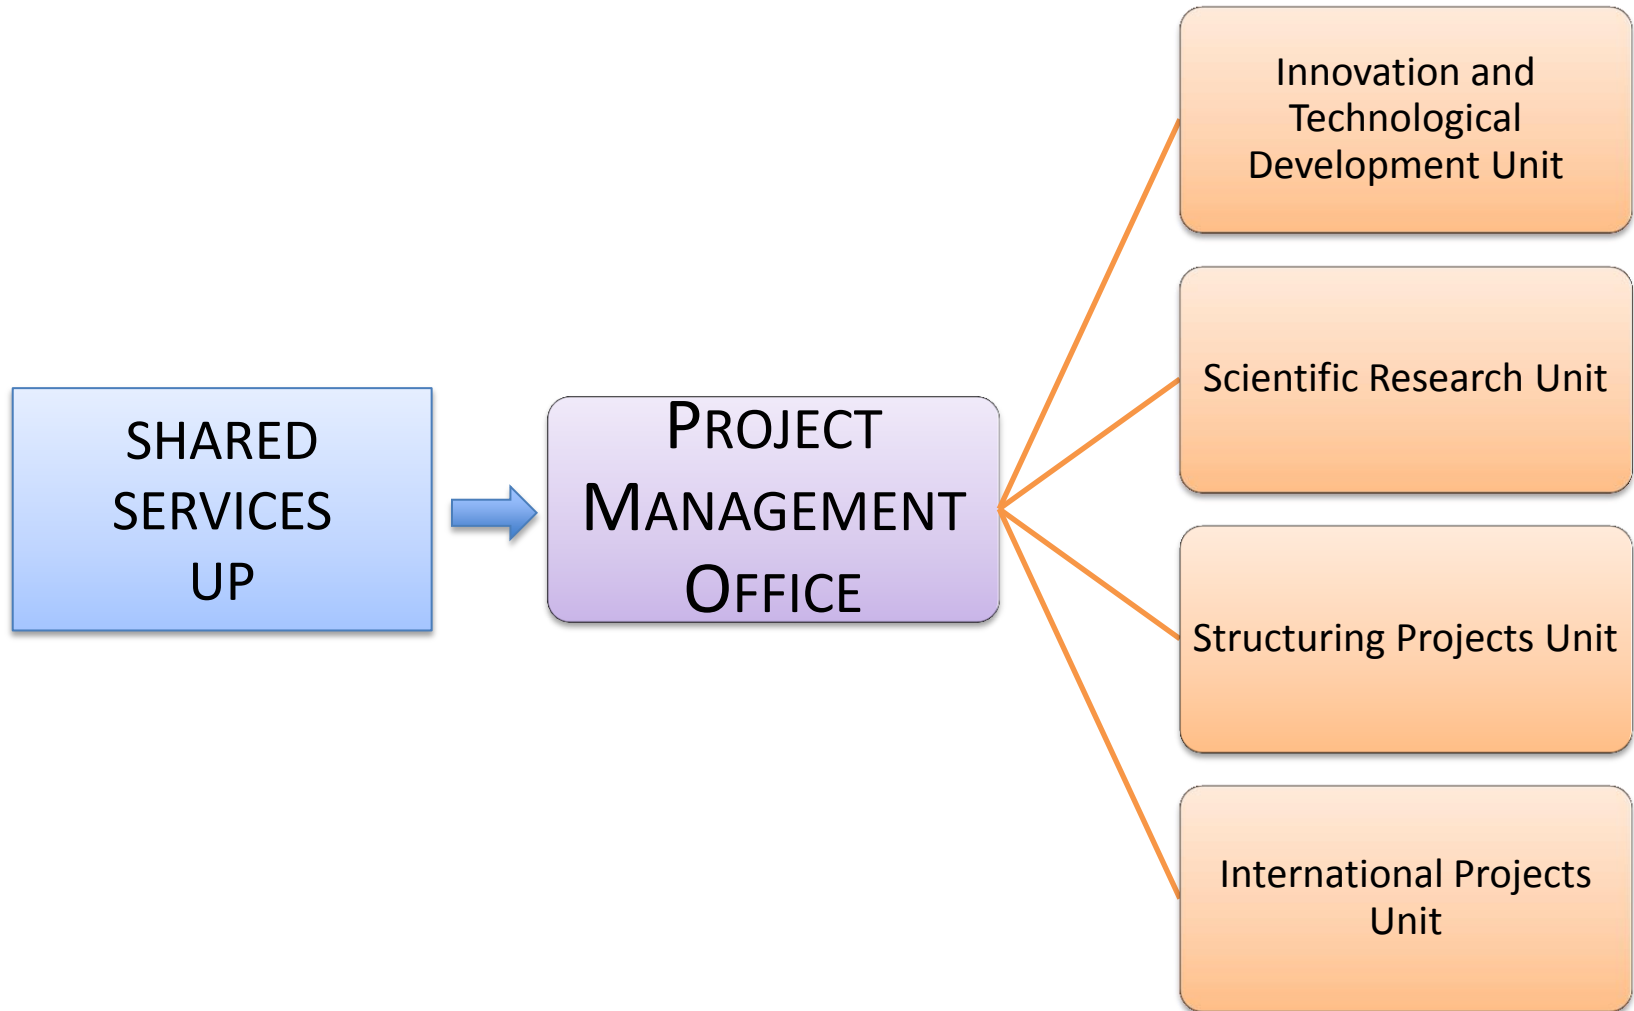 SHARED
SERVICES
UP
PROJECT
MANAGEMENT
OFFICE
Innovation and
Technological
Development Unit
Scientific Research Unit
Structuring Projects Unit
International Projects
Unit